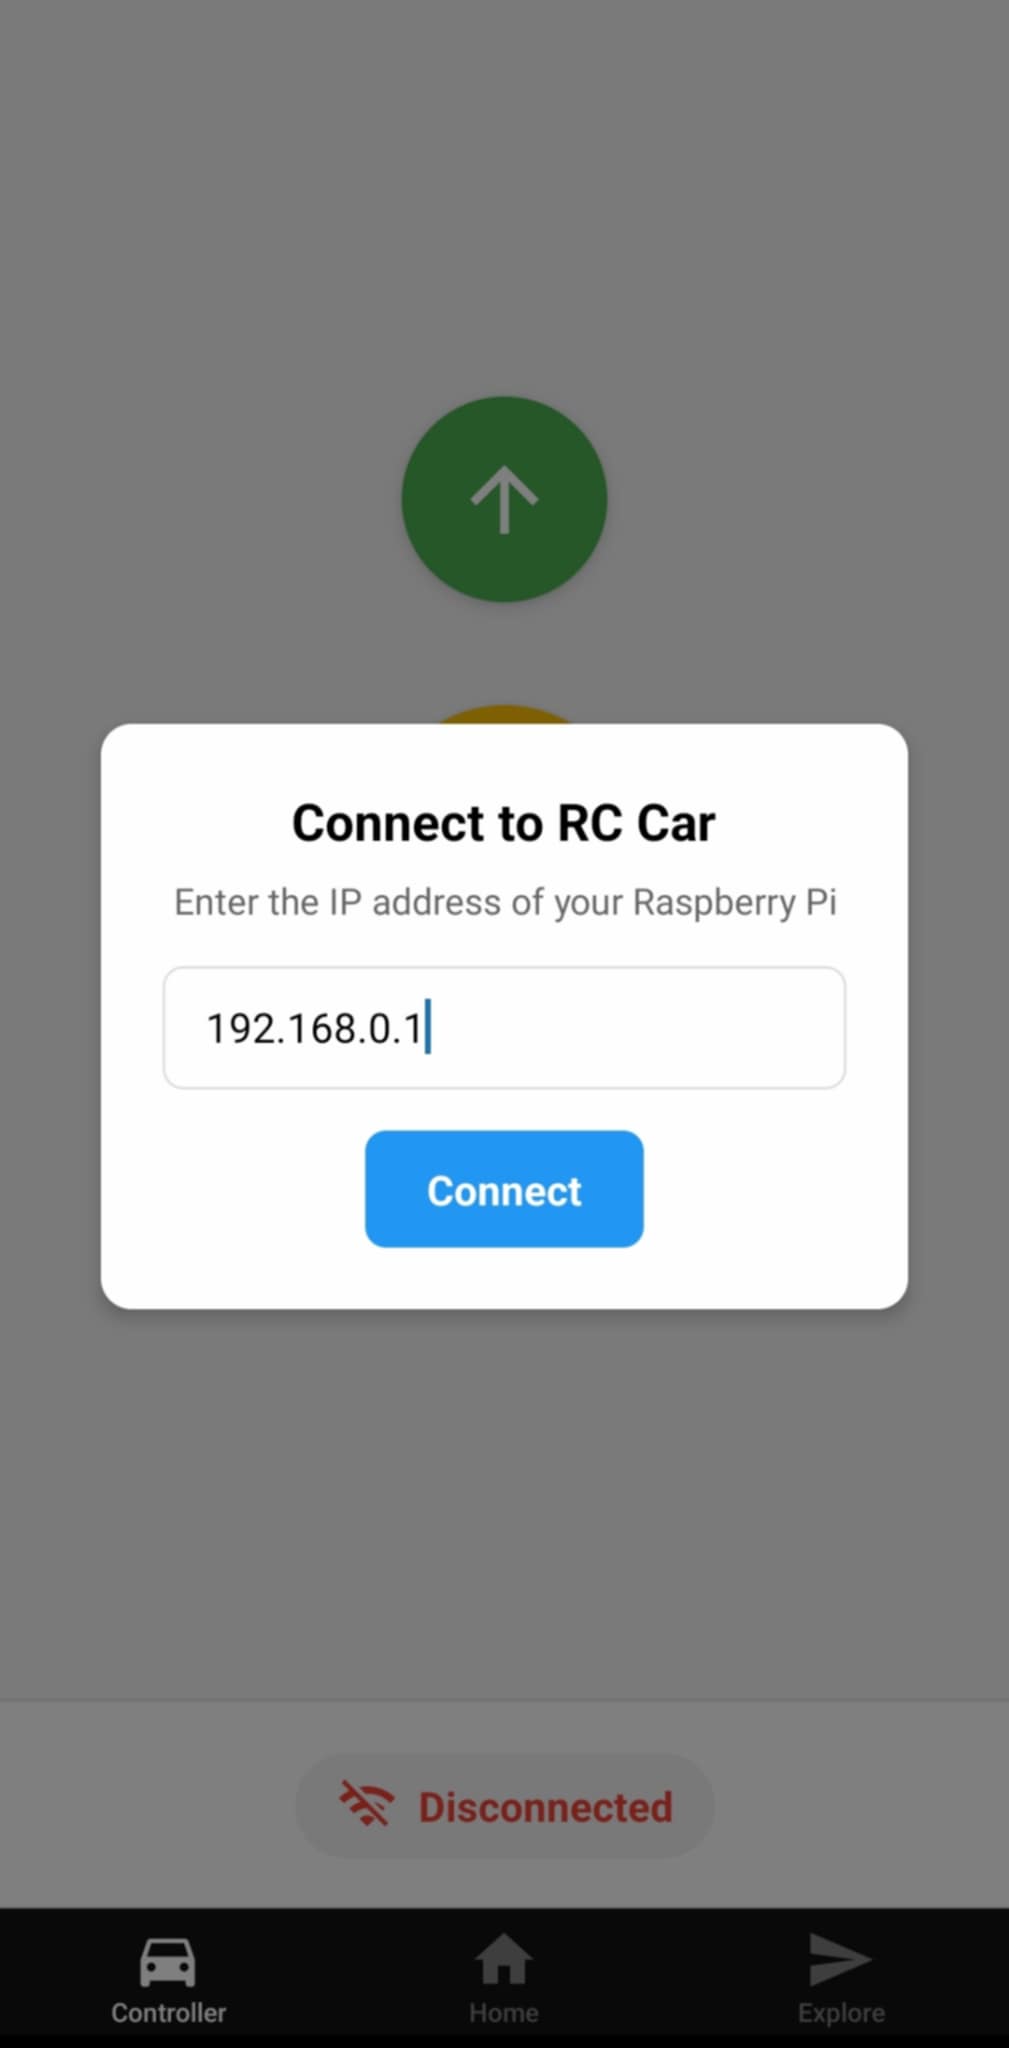 Connect to RC Car
Enter the IP address of your Raspberry Pi
192.168.0.1
Connect
Disconnected
Controller
Home
Explore